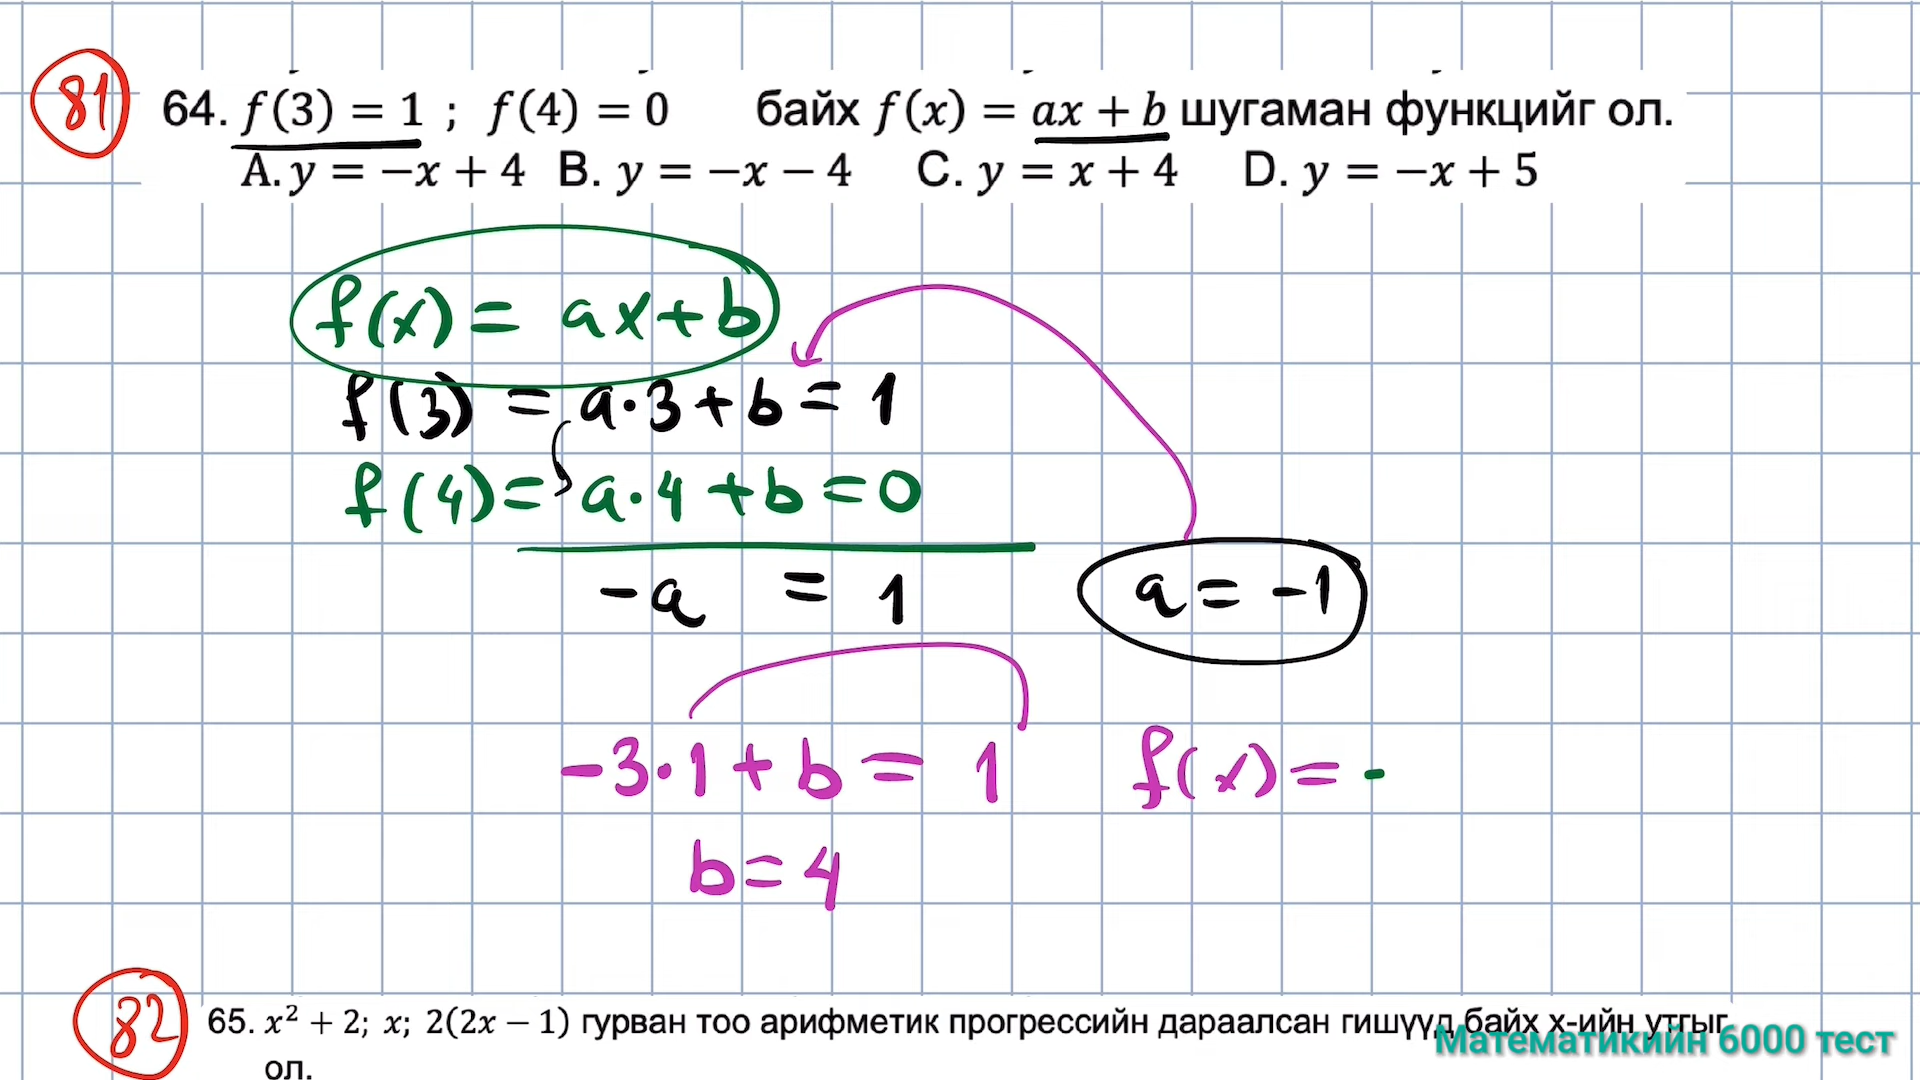 81
64. f(3) = 1 ; f(4) = 0 байх f(x) = ax + b шугаман функцийг ол.
A. y = −x + 4 B. y = −x − 4 C. y = x + 4 D. y = −x + 5
f(x) = ax+b
f(3) = a·3+b = 1
f(4) = a·4+b = 0
-a = 1 a = -1
-3·1+b = 1 f(x) = -
b = 4
82
65. x² + 2; x; 2(2x − 1) гурван тоо арифметик прогрессийн дараалсан гишүүд байх x-ийн утгыг
ол.
Математикийн 6000 тест